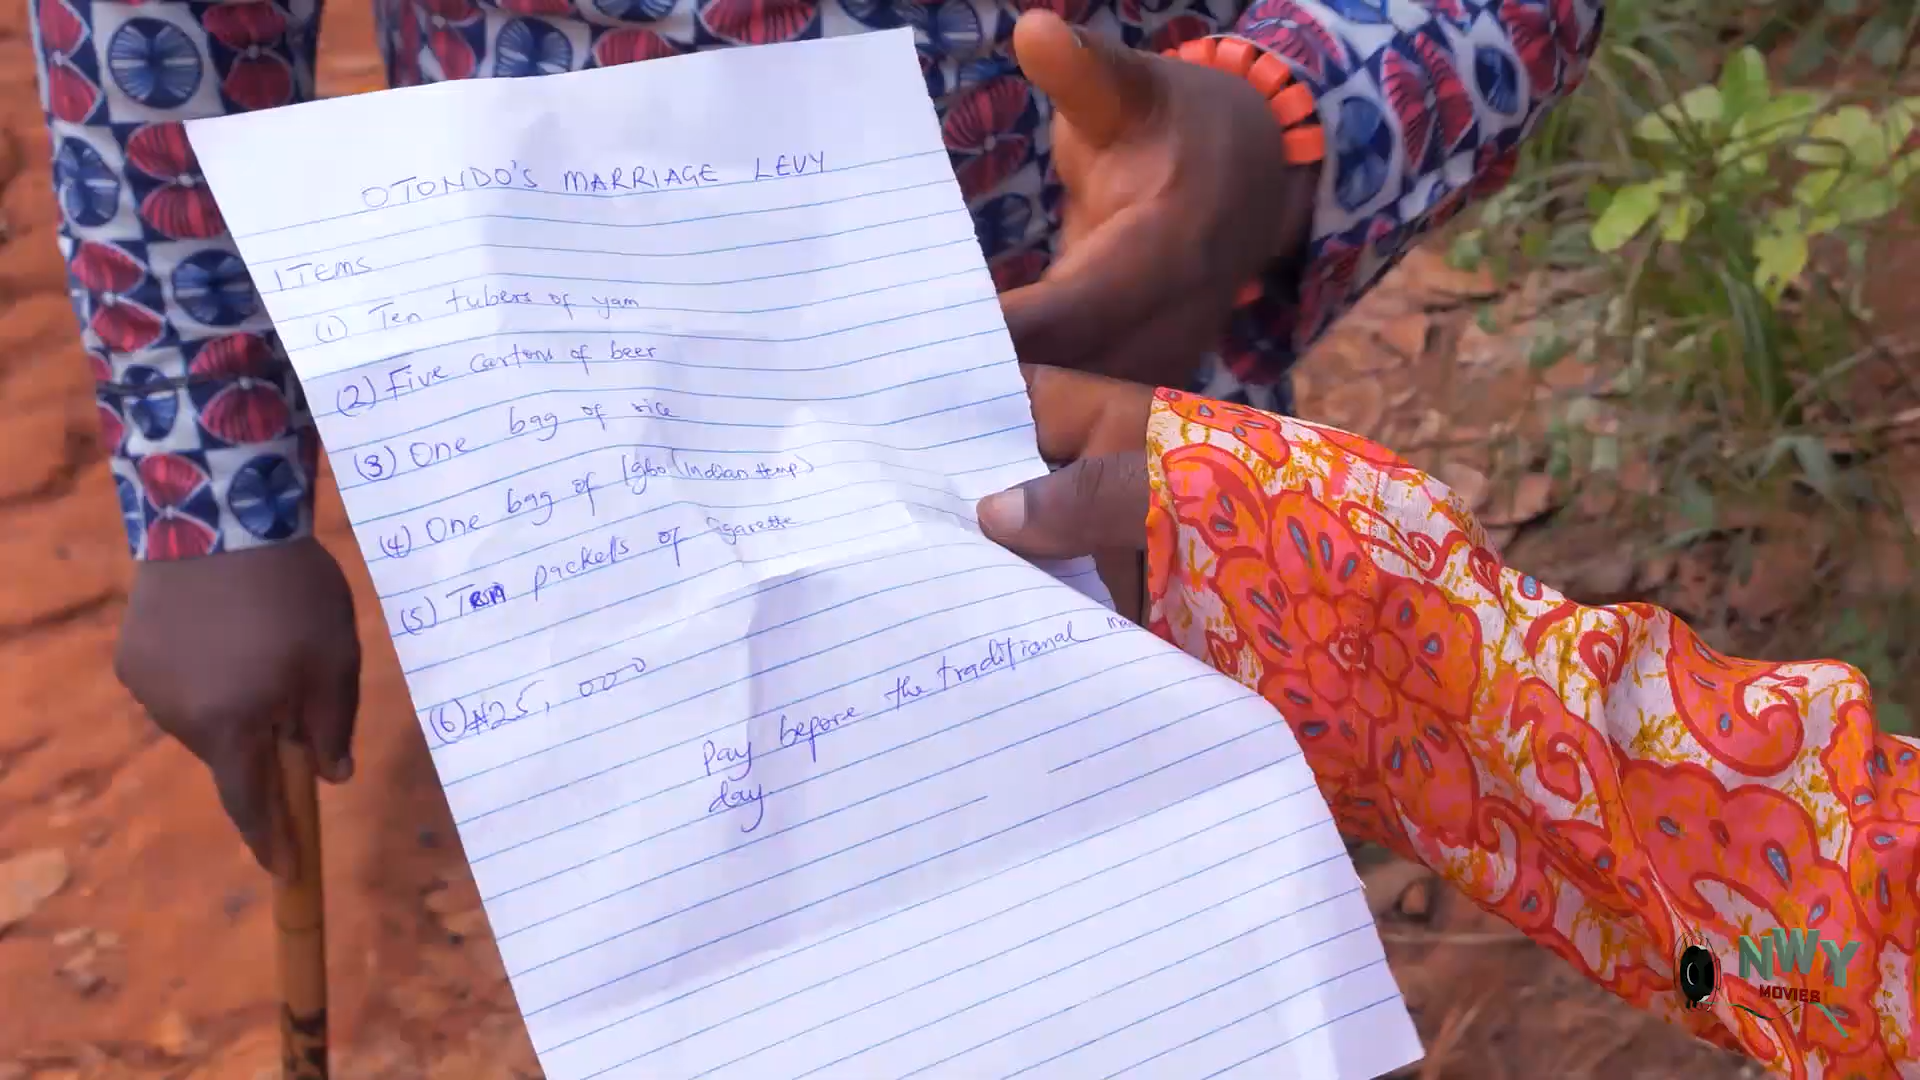 OTONDO'S MARRIAGE LEVY
ITEMS
(1) Ten tubers of yam
(2) Five cartons of beer
(3) One bag of rice
(4) One bag of Igbo (Indian Hemp)
(5) Ten packets of Cigarette
(6) ₦25,000
Pay before the traditional
day
NWY
MOVIES